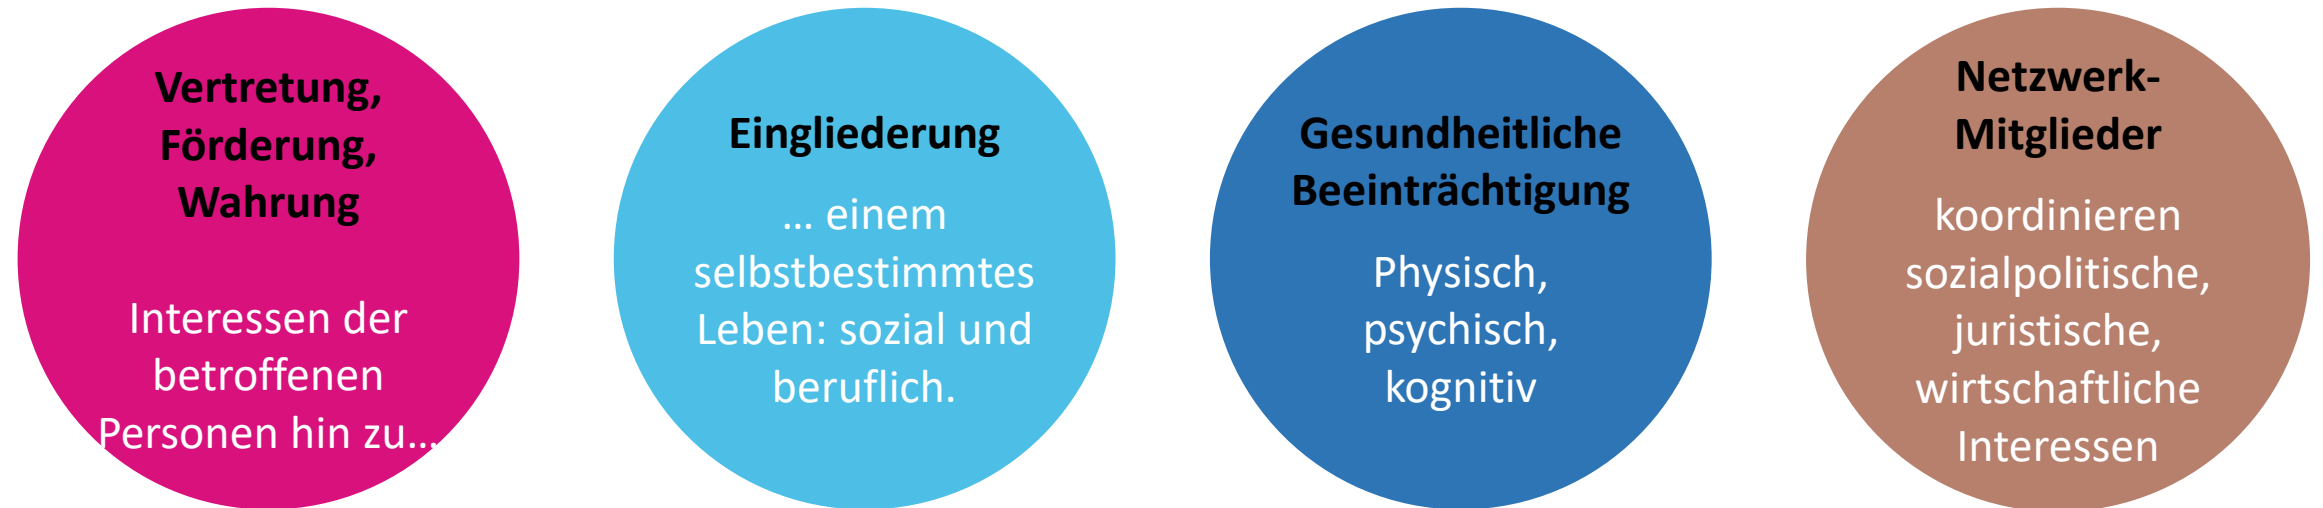 Vertretung,
Förderung,
Wahrung
Interessen der
betroffenen
Personen hin zu…
Eingliederung
… einem
selbstbestimmtes
Leben: sozial und
beruflich.
Gesundheitliche
Beeinträchtigung
Physisch,
psychisch,
kognitiv
Netzwerk-
Mitglieder
koordinieren
sozialpolitische,
juristische,
wirtschaftliche
Interessen